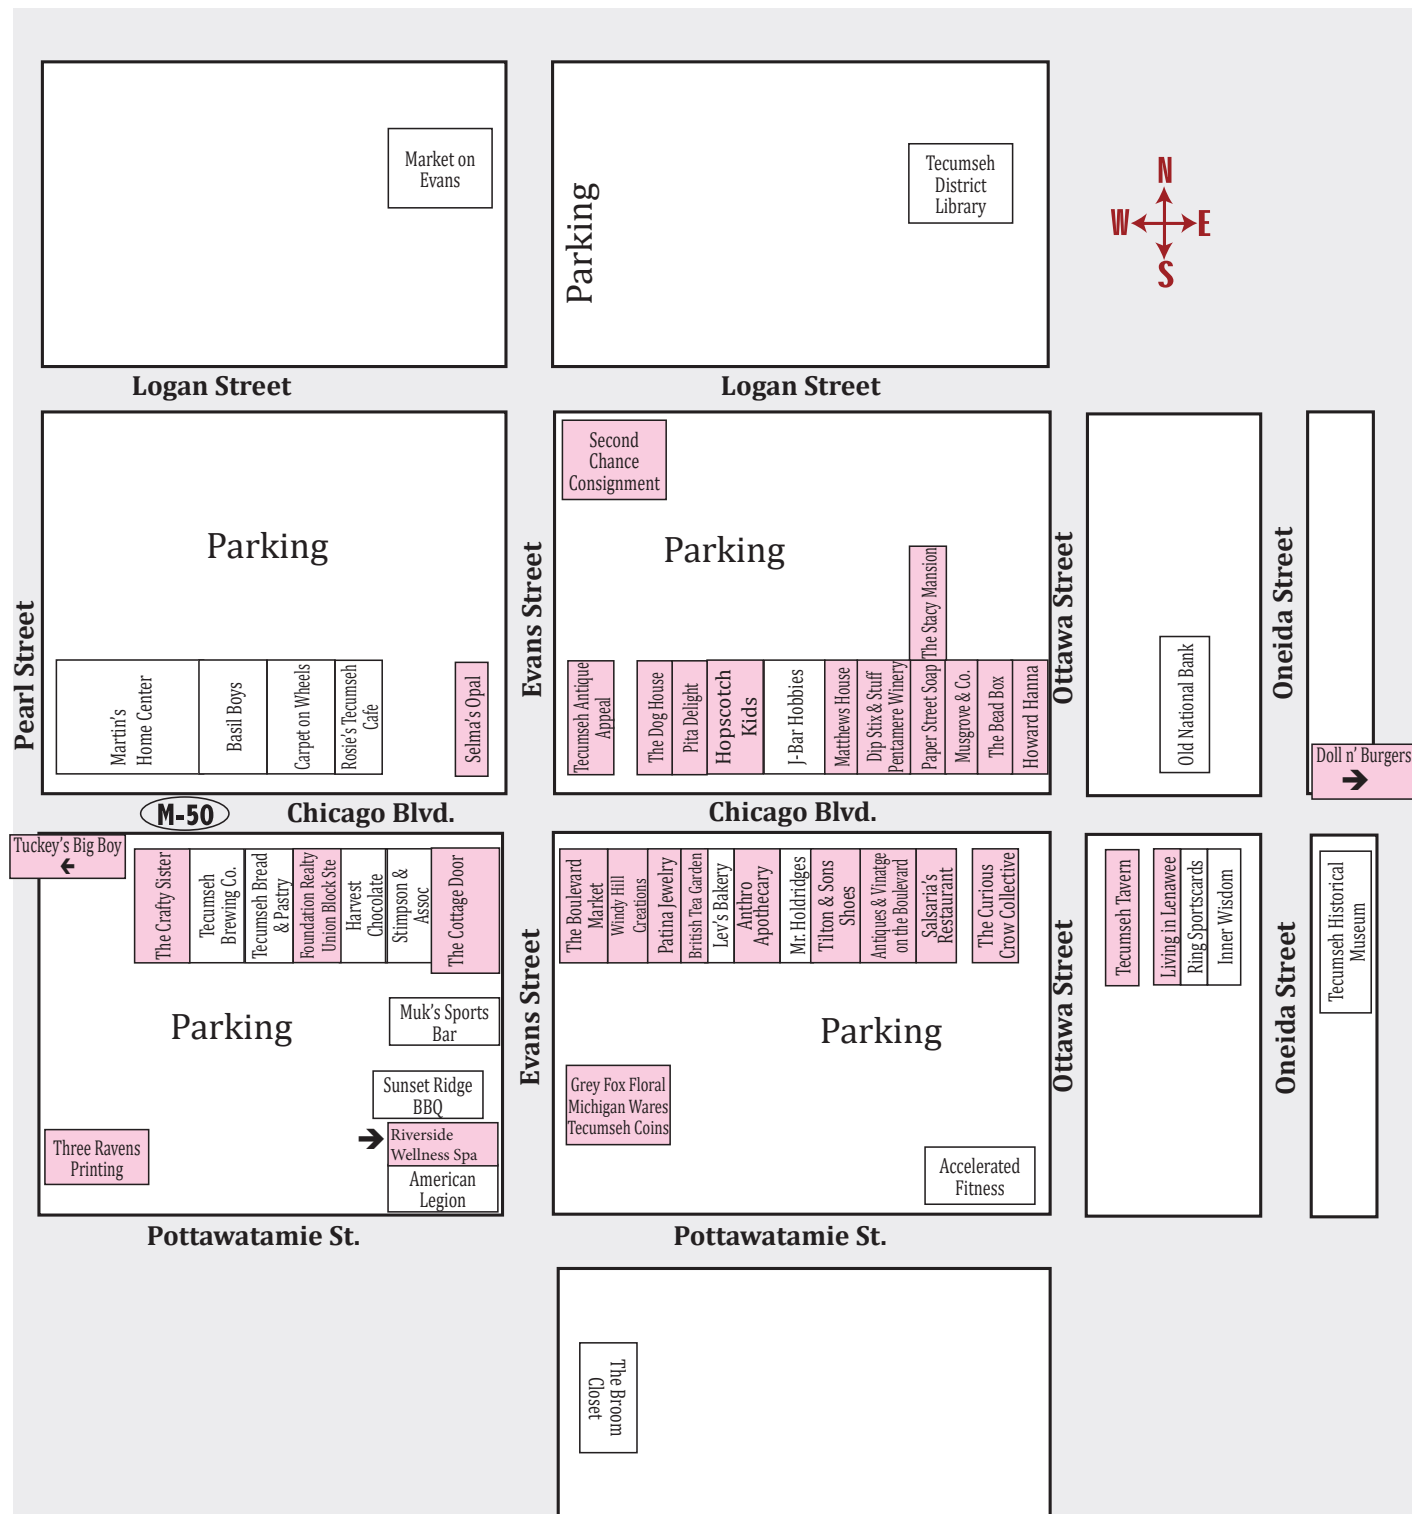 Market on
Evans
Parking
Tecumseh
District
Library
N
W E
S
Logan Street
Logan Street
Second
Chance
Consignment
Parking
Parking
Pearl Street
Evans Street
Ottawa Street
Oneida Street
Martin's
Home Center
Basil Boys
Carpet on Wheels
Rosie's Tecumseh
Cafe
Selma's Opal
Tecumseh Antique
Appeal
The Dog House
Pita Delight
Hopscotch
Kids
J-Bar Hobbies
Matthews House
Dip Stix & Stuff
Pentamere Winery
The Stacy Mansion
Paper Street Soap
Musgrove & Co.
The Bead Box
Howard Hanna
Old National Bank
Doll n' Burgers
M-50
Chicago Blvd.
Chicago Blvd.
Tuckey's Big Boy
The Crafty Sister
Tecumseh
Brewing Co.
Tecumseh Bread
& Pastry
Foundation Realty
Union Block Ste
Harvest
Chocolate
Stimpson &
Assoc
The Cottage Door
Evans Street
The Boulevard
Market
Windy Hill
Creations
Patina Jewelry
British Tea Garden
Lev's Bakery
Anthro
Apothecary
Mr. Holdridges
Tilton & Sons
Shoes
Antiques & Vinatge
on the Boulevard
Salsaria's
Restaurant
The Curious
Crow Collective
Ottawa Street
Tecumseh Tavern
Living in Lenawee
Ring Sportscards
Inner Wisdom
Oneida Street
Tecumseh Historical
Museum
Muk's Sports
Bar
Parking
Parking
Sunset Ridge
BBQ
Grey Fox Floral
Michigan Wares
Tecumseh Coins
Three Ravens
Printing
Riverside
Wellness Spa
American
Legion
Accelerated
Fitness
Pottawatamie St.
Pottawatamie St.
The Broom
Closet